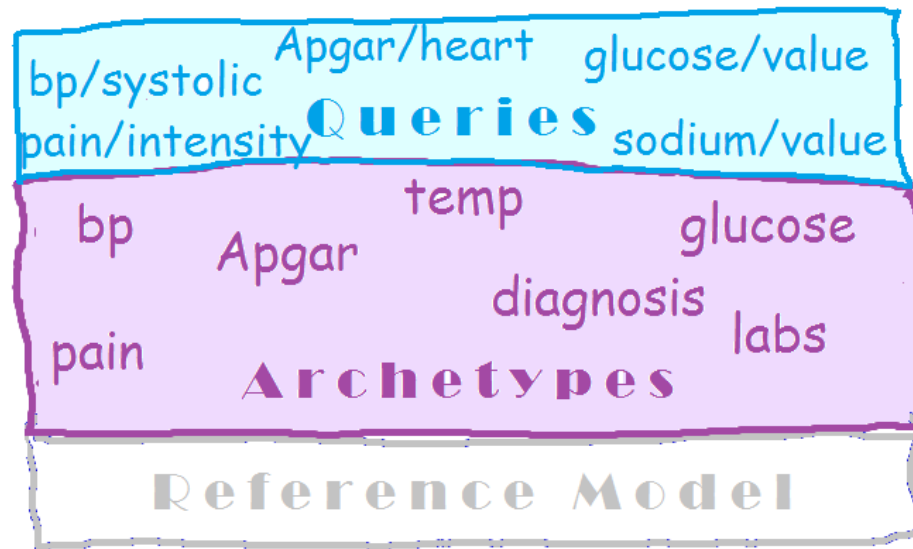 Apgar/heart
glucose/value
bp/systolic
Queries
pain/intensity
sodium/value
temp
bp
glucose
Apgar
diagnosis
labs
pain
Archetypes
Reference Model